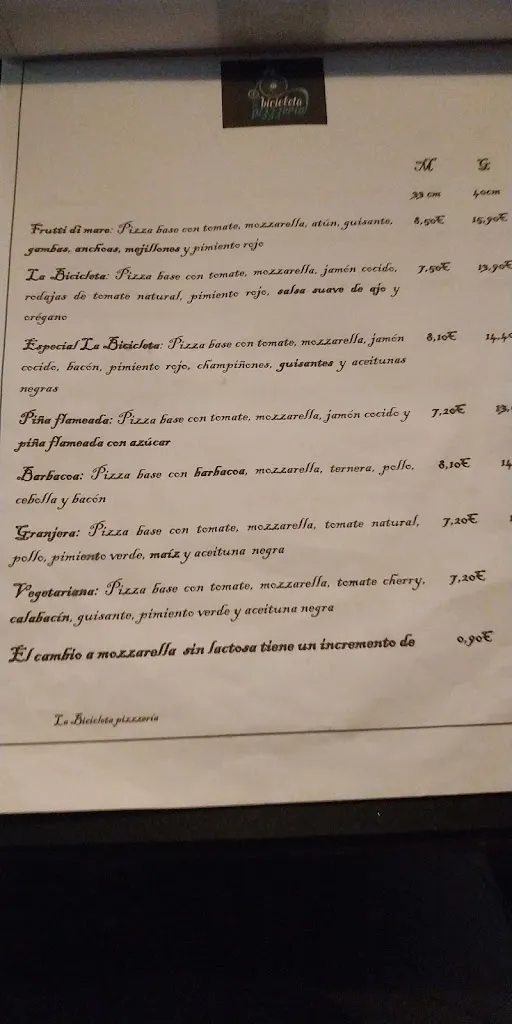 bicicleta
pizzeria
M G
33 cm 40cm
Frutti di mare: Pizza base con tomate, mozzarella, atún, guisante, 8,50€ 15,90€
gambas, anchoas, mejillones y pimiento rojo
La Bicicleta: Pizza base con tomate, mozzarella, jamón cocido, 7,50€ 13,90€
rodajas de tomate natural, pimiento rojo, salsa suave de ajo y
orégano
Especial La Bicicleta: Pizza base con tomate, mozzarella, jamón 8,10€ 14,4
cocido, bacón, pimiento rojo, champiñones, guisantes y aceitunas
negras
Piña flameada: Pizza base con tomate, mozzarella, jamón cocido y 7,20€ 13,
piña flameada con azúcar
Barbacoa: Pizza base con barbacoa, mozzarella, ternera, pollo, 8,10€ 14
cebolla y bacón
Granjera: Pizza base con tomate, mozzarella, tomate natural, 7,20€
pollo, pimiento verde, maíz y aceituna negra
Vegetariana: Pizza base con tomate, mozzarella, tomate cherry, 7,20€
calabacín, guisante, pimiento verde y aceituna negra
El cambio a mozzarella sin lactosa tiene un incremento de 0,90€
La Bicicleta pizzzeria